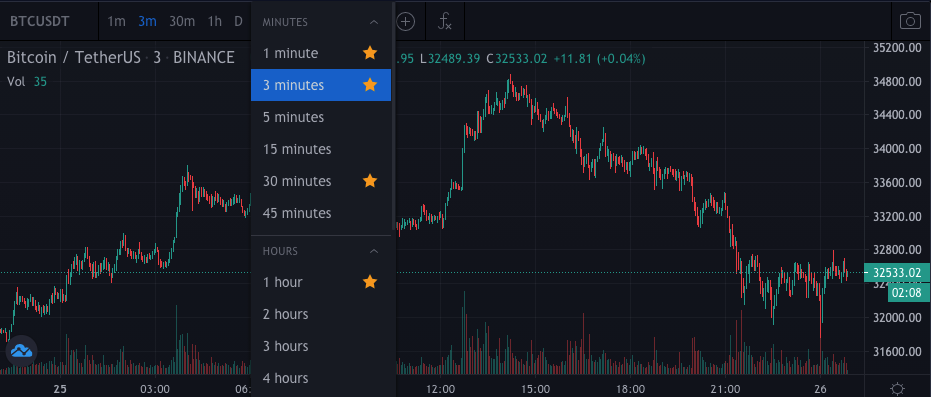 BTCUSDT 1m 3m 30m 1h D
Bitcoin / TetherUS · 3 · BINANCE
.95 L32489.39 C32533.02 +11.81 (+0.04%)
Vol 35
MINUTES
1 minute
3 minutes
5 minutes
15 minutes
30 minutes
45 minutes
HOURS
1 hour
2 hours
3 hours
4 hours
35200.00
34800.00
34400.00
34000.00
33600.00
33200.00
32800.00
32533.02
02:08
32000.00
31600.00
25 03:00 06: 12:00 15:00 18:00 21:00 26